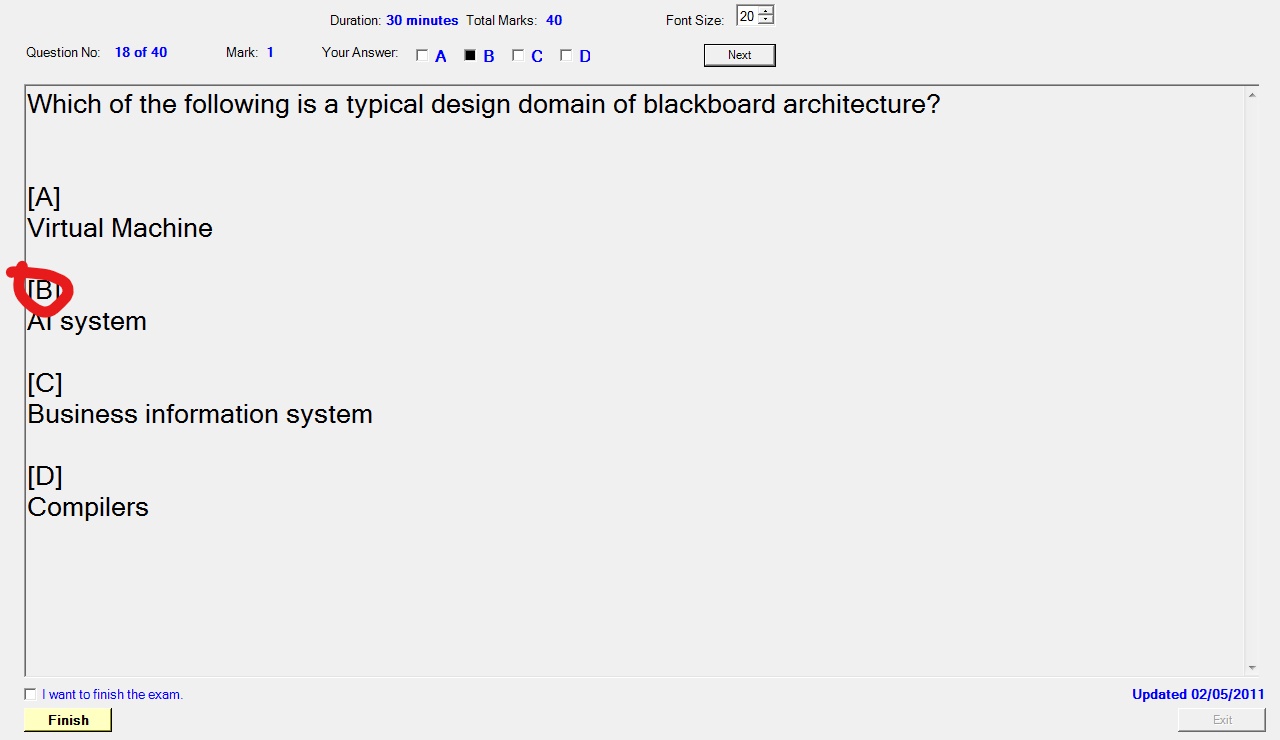 Duration: 30 minutes Total Marks: 40 Font Size: 20
Question No: 18 of 40 Mark: 1 Your Answer: A B C D Next
Which of the following is a typical design domain of blackboard architecture?
[A]
Virtual Machine
[B]
AI system
[C]
Business information system
[D]
Compilers
I want to finish the exam. Updated 02/05/2011
Finish Exit